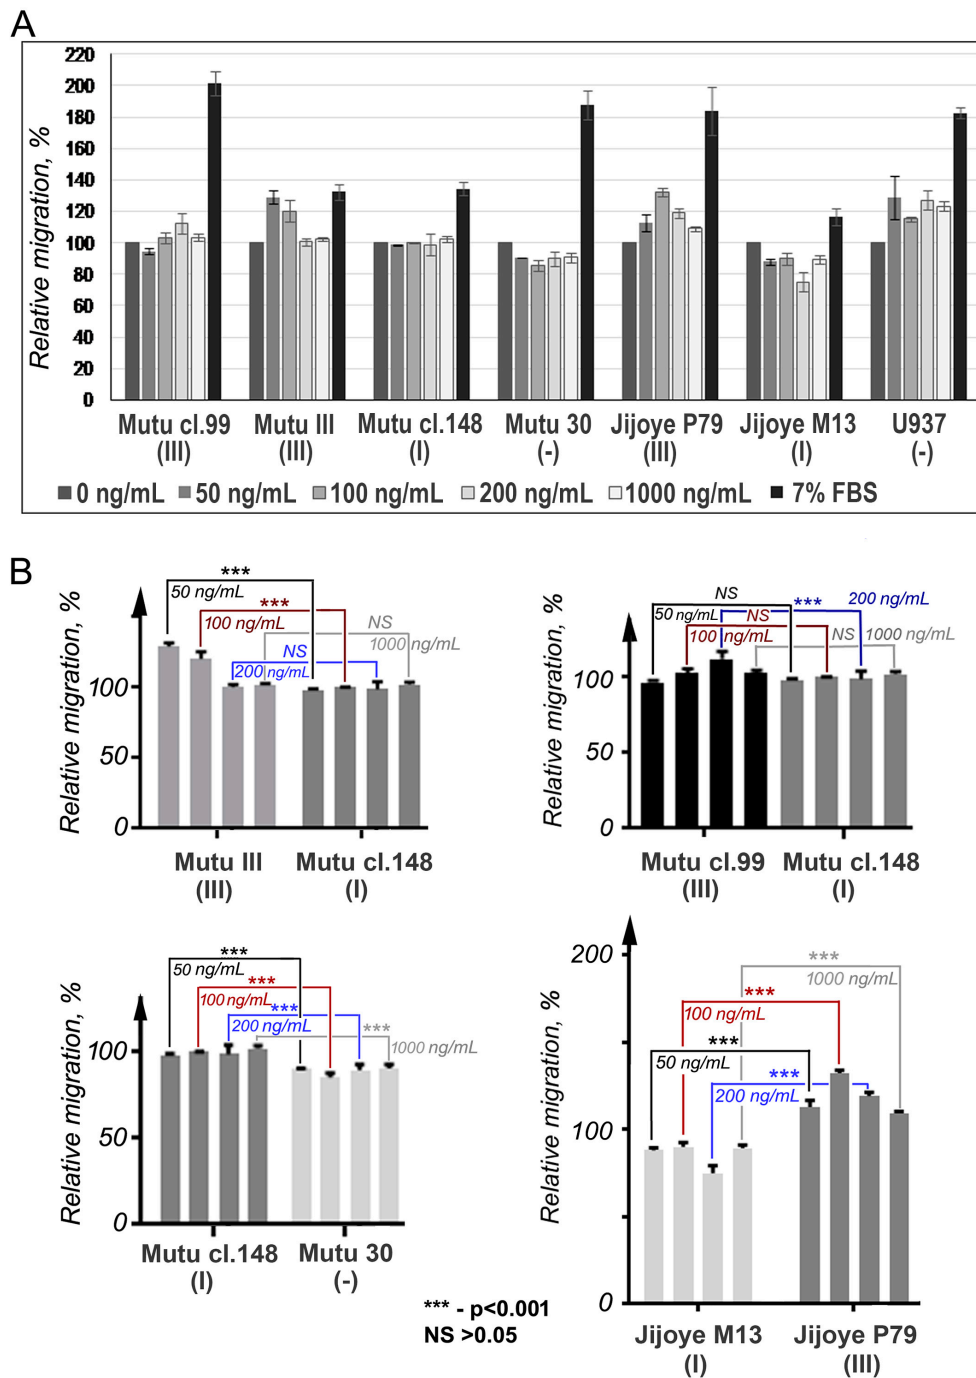 A
220
200
180
160
140
120
100
80
60
40
20
0
Relative migration, %
Mutu cl.99 Mutu III Mutu cl.148 Mutu 30 Jijoye P79 Jijoye M13 U937
(III) (III) (I) (-) (III) (I) (-)
0 ng/mL 50 ng/mL 100 ng/mL 200 ng/mL 1000 ng/mL 7% FBS
B
Relative migration, %
100
50
0
***
50 ng/mL
***
100 ng/mL
NS
1000 ng/mL
NS
200 ng/mL
Mutu III Mutu cl.148
(III) (I)
Relative migration, %
100
50
0
NS
50 ng/mL
*** 200 ng/mL
NS
100 ng/mL
NS 1000 ng/mL
Mutu cl.99 Mutu cl.148
(III) (I)
Relative migration, %
100
50
0
***
50 ng/mL
***
100 ng/mL
***
200 ng/mL
***
1000 ng/mL
Mutu cl.148 Mutu 30
(I) (-)
Relative migration, %
200
100
0
***
1000 ng/mL
***
100 ng/mL
***
50 ng/mL
***
200 ng/mL
Jijoye M13 Jijoye P79
(I) (III)
*** - p<0.001
NS >0.05